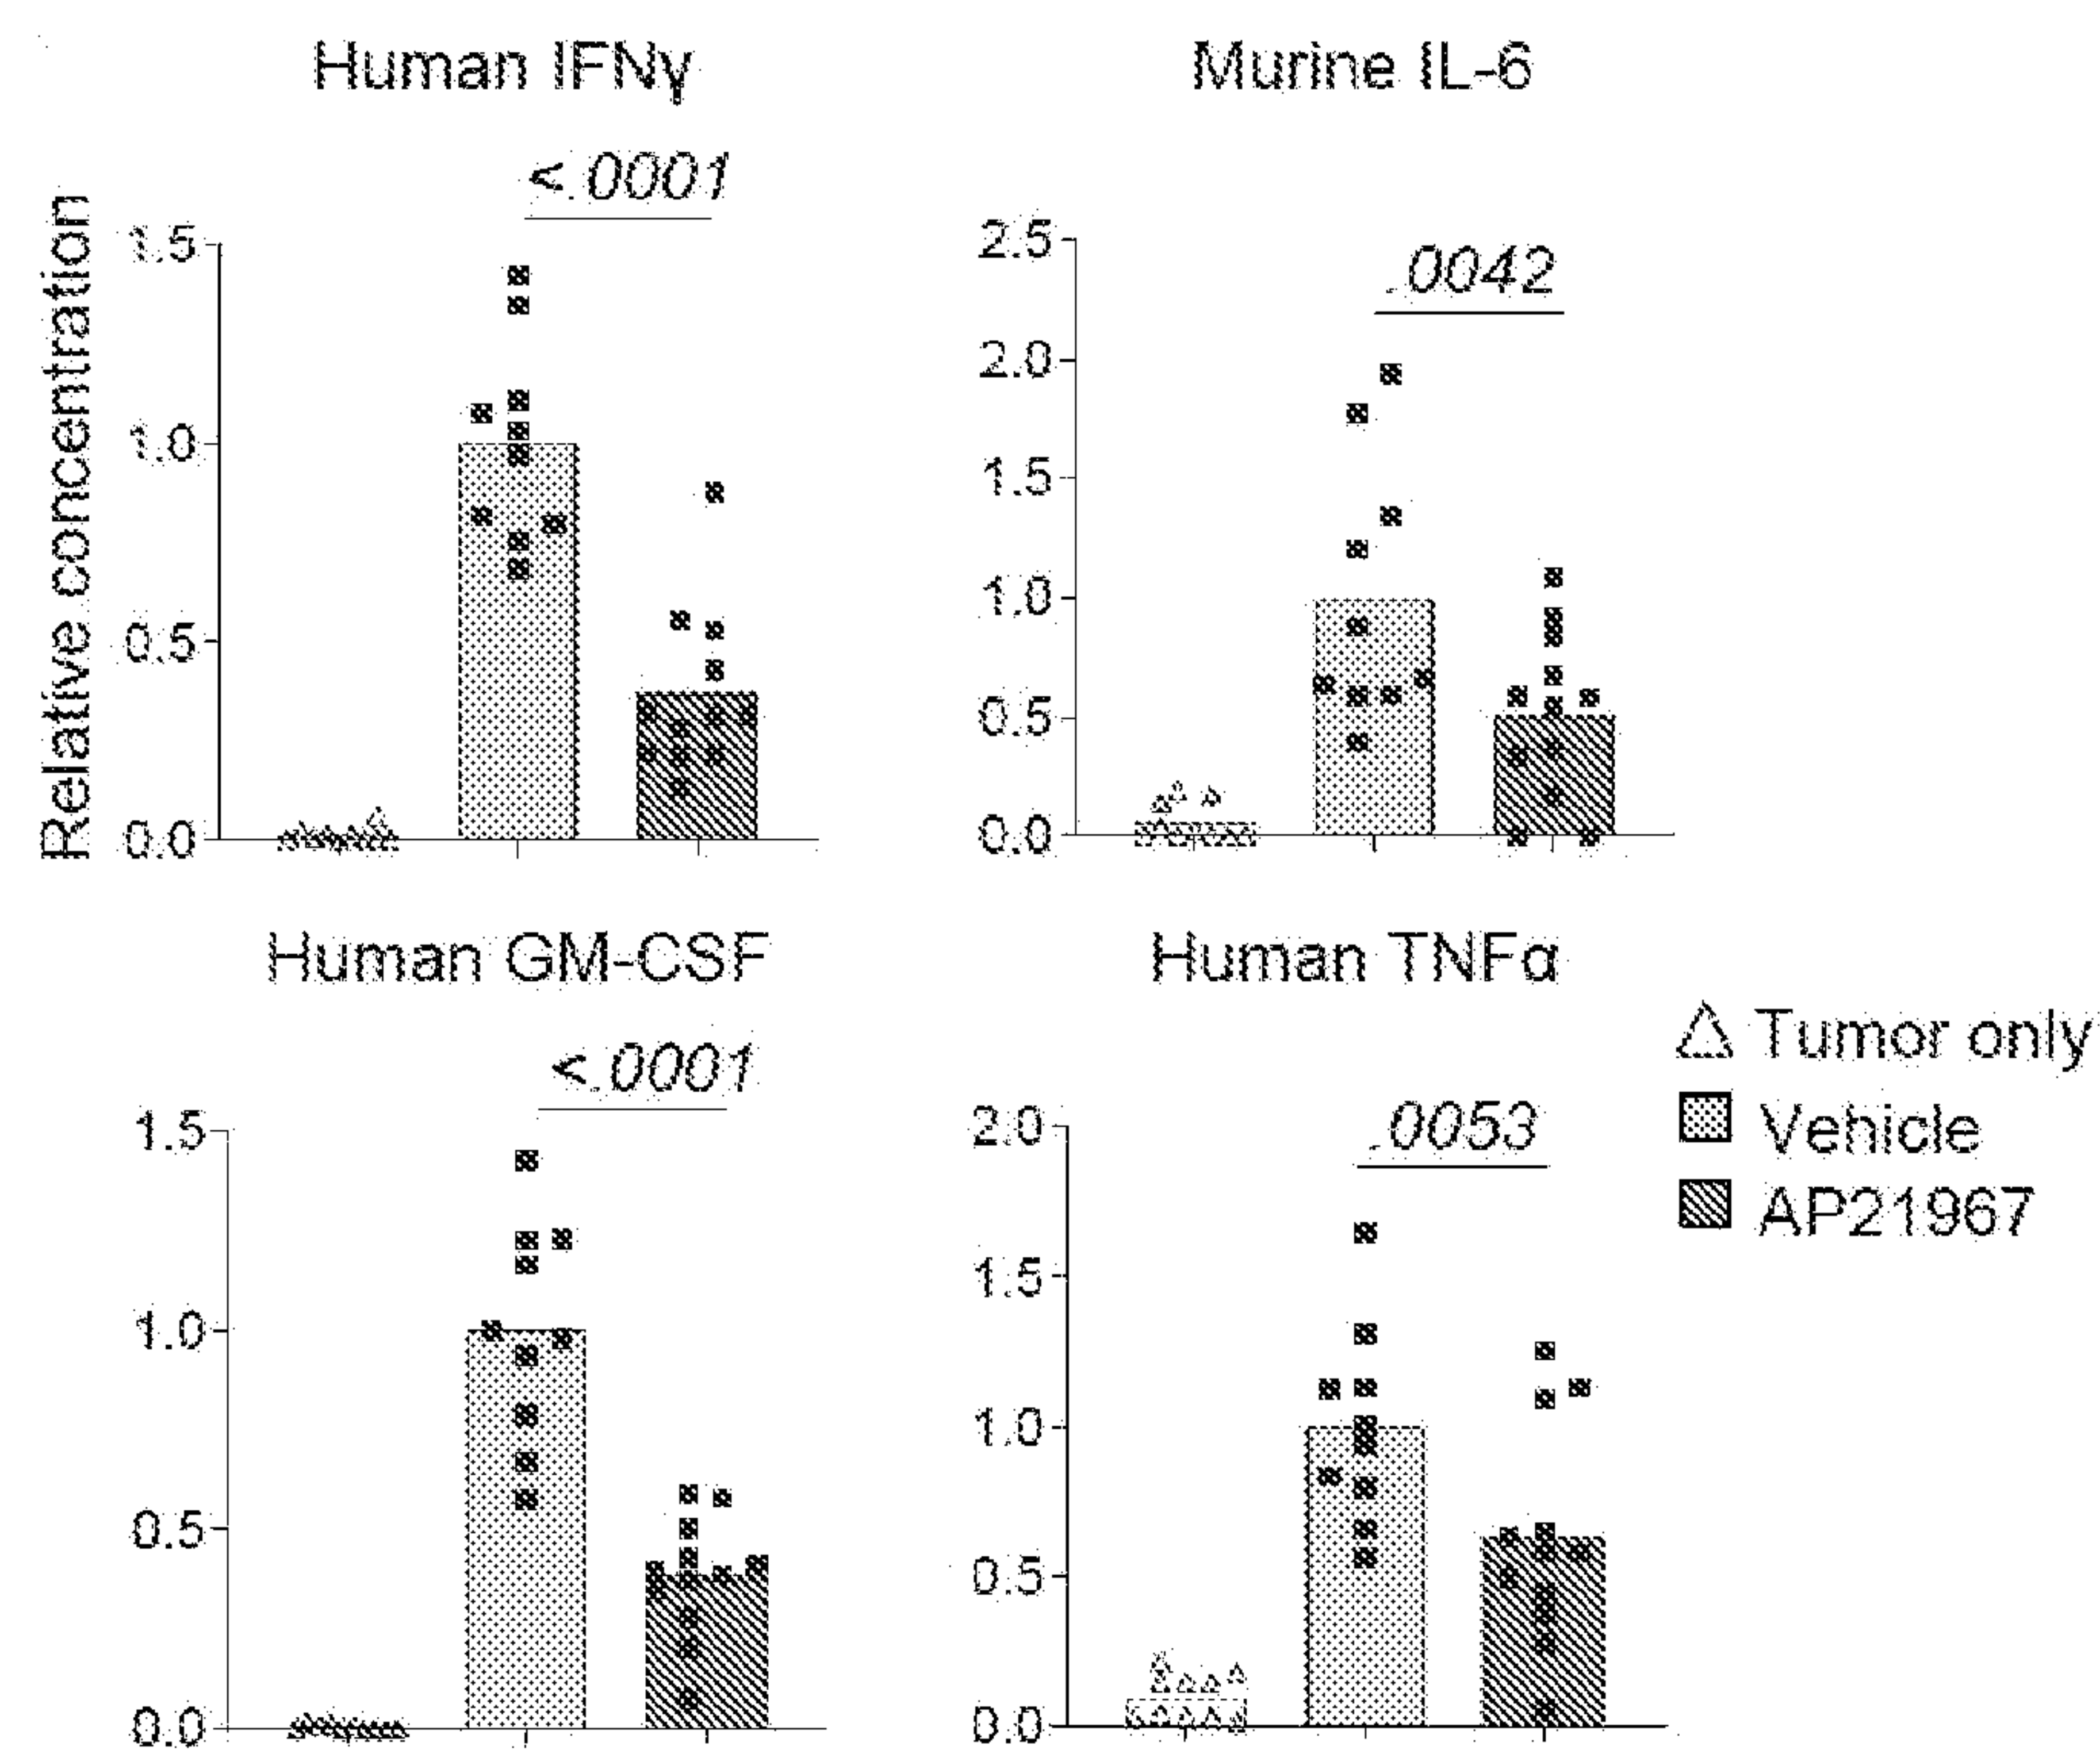 Human IFNγ
<.0001
Relative concentration
1.5
1.0
0.5
0.0
Murine IL-6
.0042
2.5
2.0
1.5
1.0
0.5
0.0
Human GM-CSF
<.0001
1.5
1.0
0.5
0.0
Human TNFα
.0053
2.0
1.5
1.0
0.5
0.0
Tumor only
Vehicle
AP21967